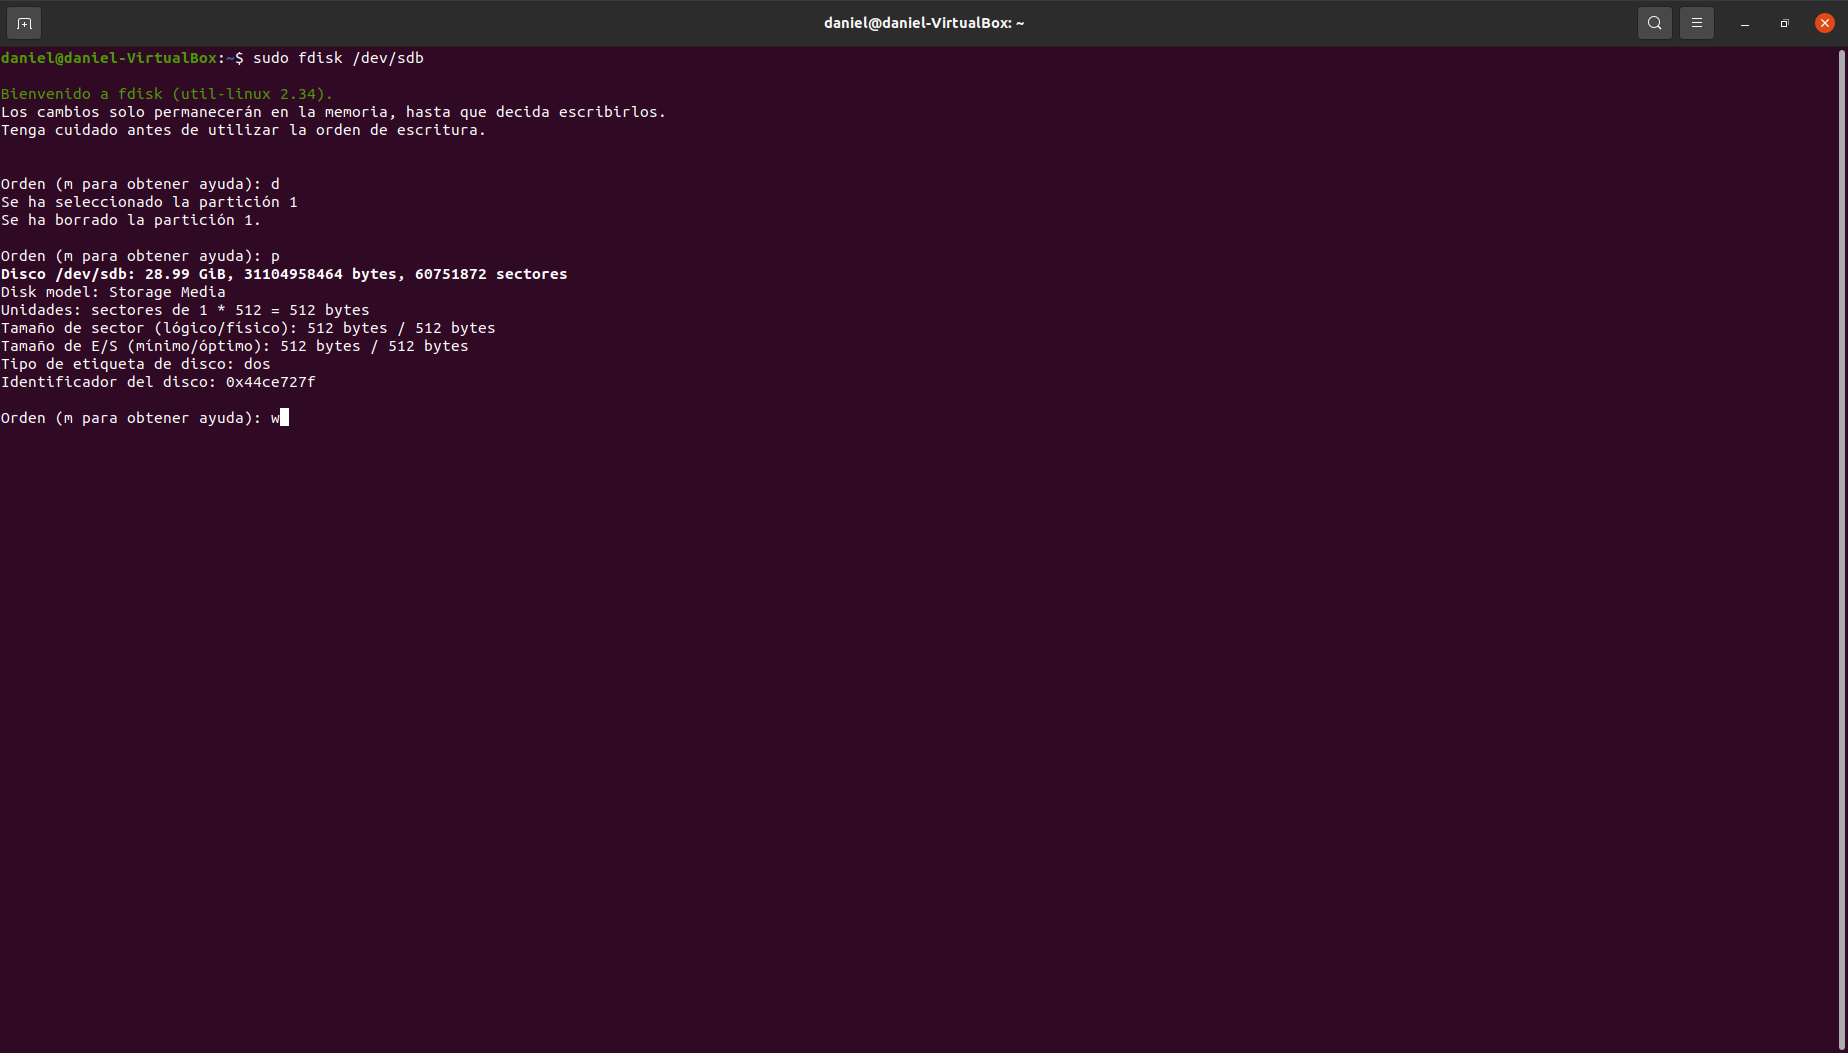 daniel@daniel-VirtualBox: ~
daniel@daniel-VirtualBox:~$ sudo fdisk /dev/sdb
Bienvenido a fdisk (util-linux 2.34).
Los cambios solo permanecerán en la memoria, hasta que decida escribirlos.
Tenga cuidado antes de utilizar la orden de escritura.
Orden (m para obtener ayuda): d
Se ha seleccionado la partición 1
Se ha borrado la partición 1.
Orden (m para obtener ayuda): p
Disco /dev/sdb: 28.99 GiB, 31104958464 bytes, 60751872 sectores
Disk model: Storage Media
Unidades: sectores de 1 * 512 = 512 bytes
Tamaño de sector (lógico/físico): 512 bytes / 512 bytes
Tamaño de E/S (mínimo/óptimo): 512 bytes / 512 bytes
Tipo de etiqueta de disco: dos
Identificador del disco: 0x44ce727f
Orden (m para obtener ayuda): w